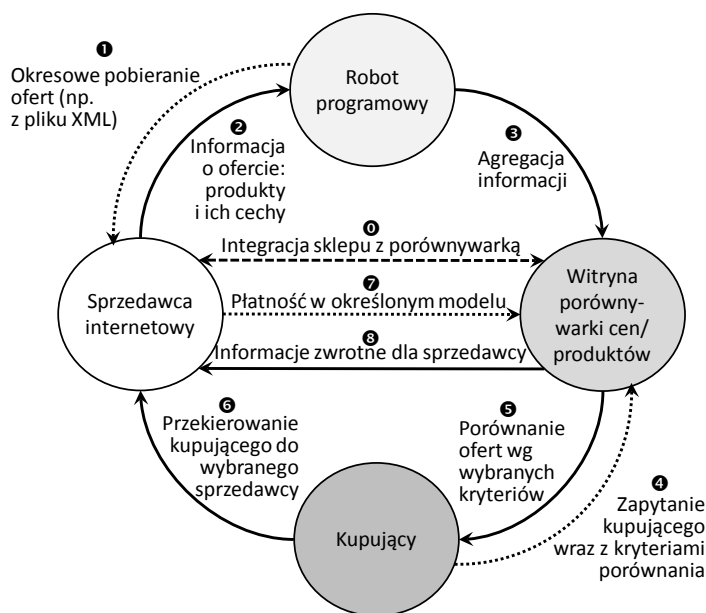 ❶
Okresowe pobieranie
ofert (np.
z pliku XML)
Robot
programowy
❷
Informacja
o ofercie:
produkty
i ich cechy
❸
Agregacja
informacji
⓿
Integracja sklepu z porównywarką
Sprzedawca
internetowy
❼
Płatność w określonym modelu
Witryna
porówny-
warki cen/
produktów
❽
Informacje zwrotne dla sprzedawcy
❻
Przekierowanie
kupującego do
wybranego
sprzedawcy
❺
Porównanie
ofert wg
wybranych
kryteriów
❹
Zapytanie
kupującego
wraz z kryteriami
porównania
Kupujący